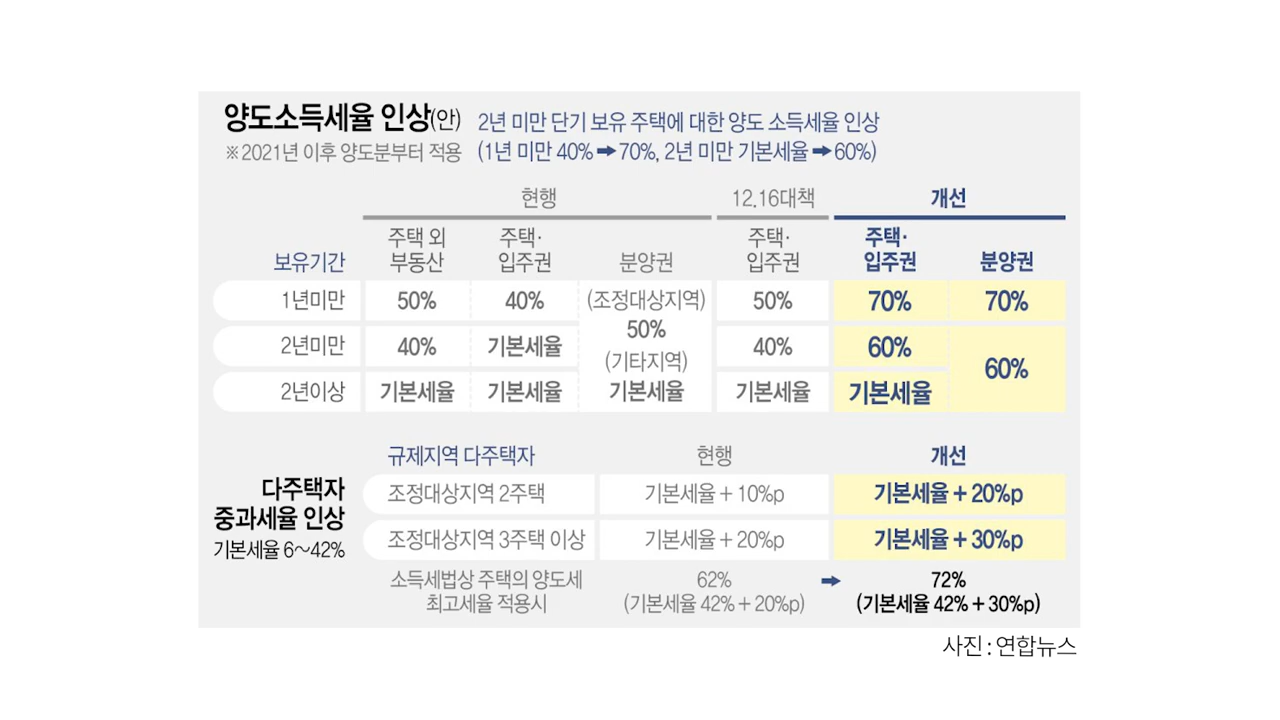 양도소득세율 인상(안)
2년 미만 단기 보유 주택에 대한 양도 소득세율 인상
※2021년 이후 양도분부터 적용
(1년 미만 40% ➡ 70%, 2년 미만 기본세율 ➡ 60%)
현행 12.16대책 개선
보유기간
주택 외
부동산
주택·
입주권
분양권
주택·
입주권
주택·
입주권
분양권
1년미만 50% 40% (조정대상지역) 50% 70% 70%
50%
2년미만 40% 기본세율 40% 60%
(기타지역)
60%
2년이상 기본세율 기본세율 기본세율 기본세율 기본세율
다주택자
중과세율 인상
기본세율 6~42%
규제지역 다주택자 현행 개선
조정대상지역 2주택 기본세율 + 10%p 기본세율 + 20%p
조정대상지역 3주택 이상 기본세율 + 20%p 기본세율 + 30%p
소득세법상 주택의 양도세 62% ➡ 72%
최고세율 적용시 (기본세율 42% + 20%p) (기본세율 42% + 30%p)
사진 : 연합뉴스